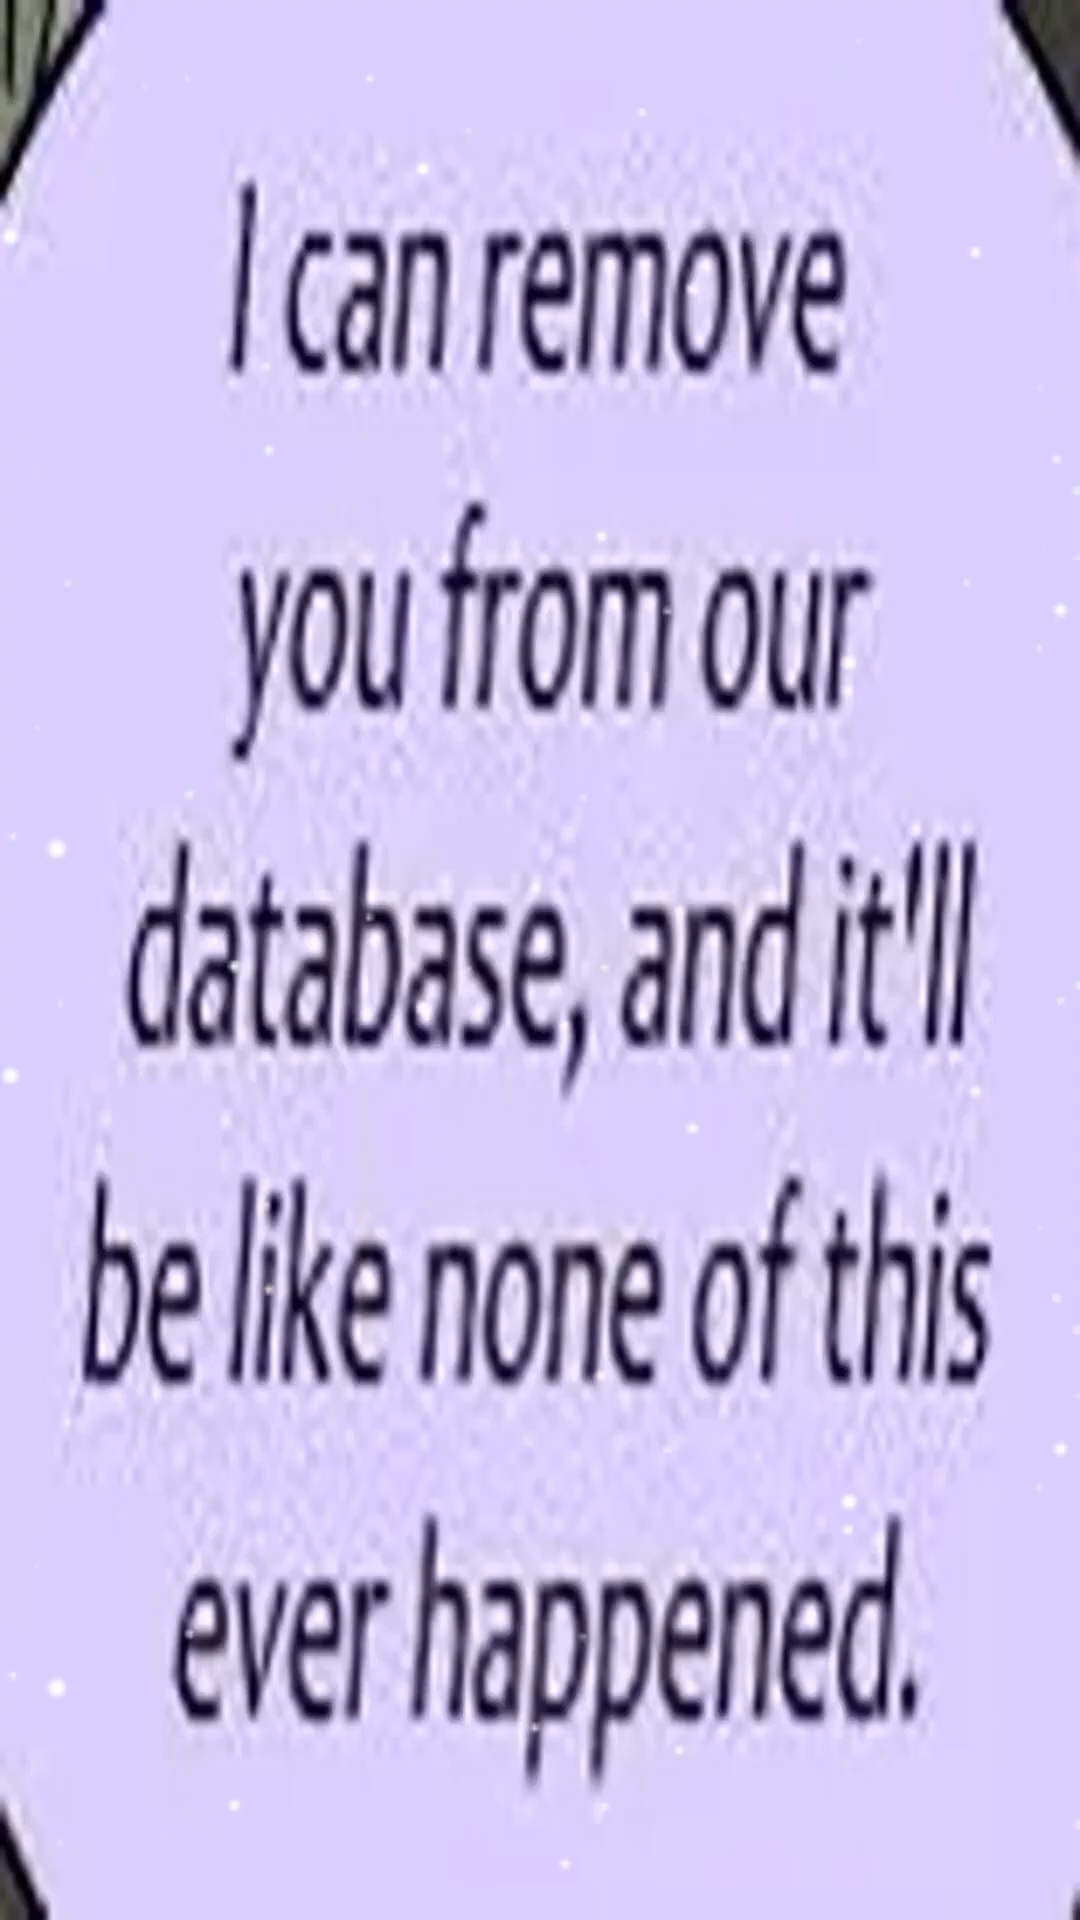 I can remove
you from our
database, and it'll
be like none of this
ever happened.